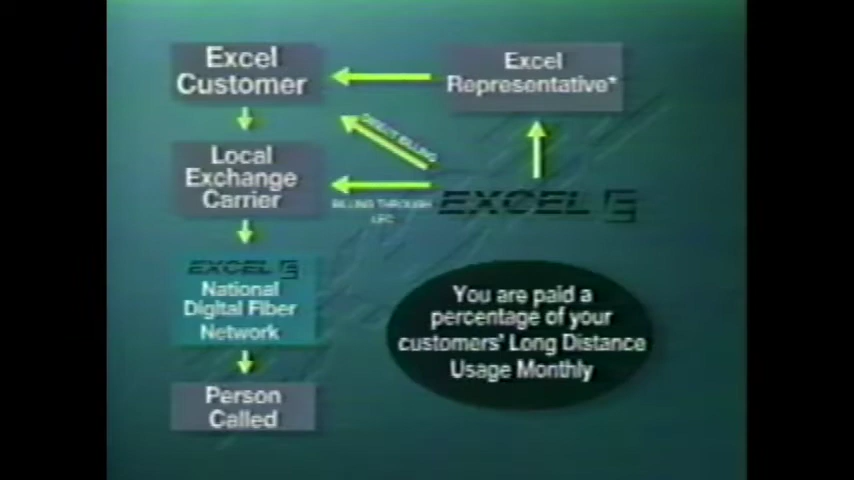 Excel
Customer
Excel
Representative*
DIRECT BILLING
Local
Exchange
Carrier
BILLING THROUGH
LEC
EXCEL E
EXCEL E
National
Digital Fiber
Network
You are paid a
percentage of your
customers' Long Distance
Usage Monthly
Person
Called